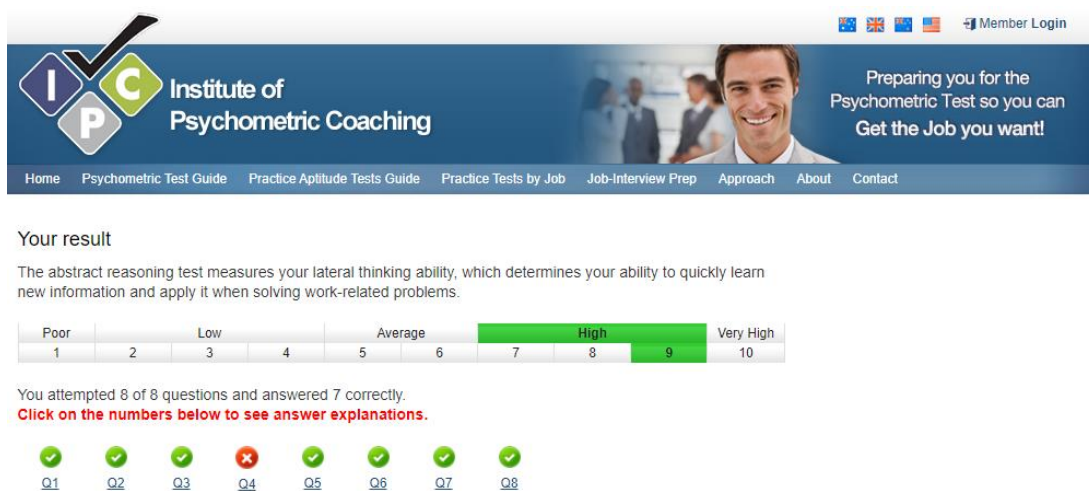 Member Login
I
C
P
Institute of
Psychometric Coaching
Preparing you for the
Psychometric Test so you can
Get the Job you want!
Home Psychometric Test Guide Practice Aptitude Tests Guide Practice Tests by Job Job-Interview Prep Approach About Contact
Your result
The abstract reasoning test measures your lateral thinking ability, which determines your ability to quickly learn
new information and apply it when solving work-related problems.
Poor Low Average High Very High
1 2 3 4 5 6 7 8 9 10
You attempted 8 of 8 questions and answered 7 correctly.
Click on the numbers below to see answer explanations.
Q1 Q2 Q3 Q4 Q5 Q6 Q7 Q8